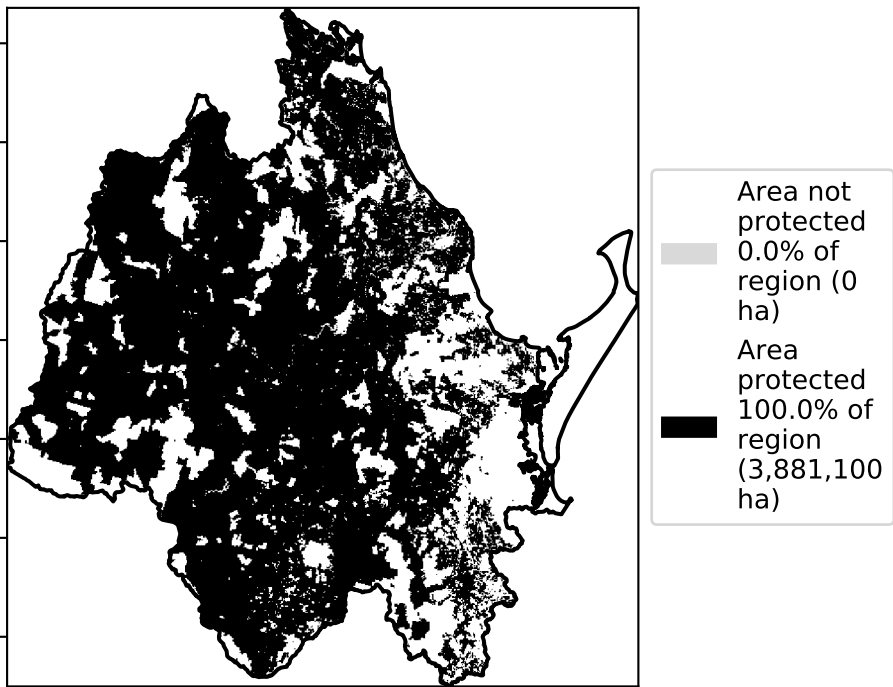 Area not
protected
0.0% of
region (0
ha)
Area
protected
100.0% of
region
(3,881,100
ha)